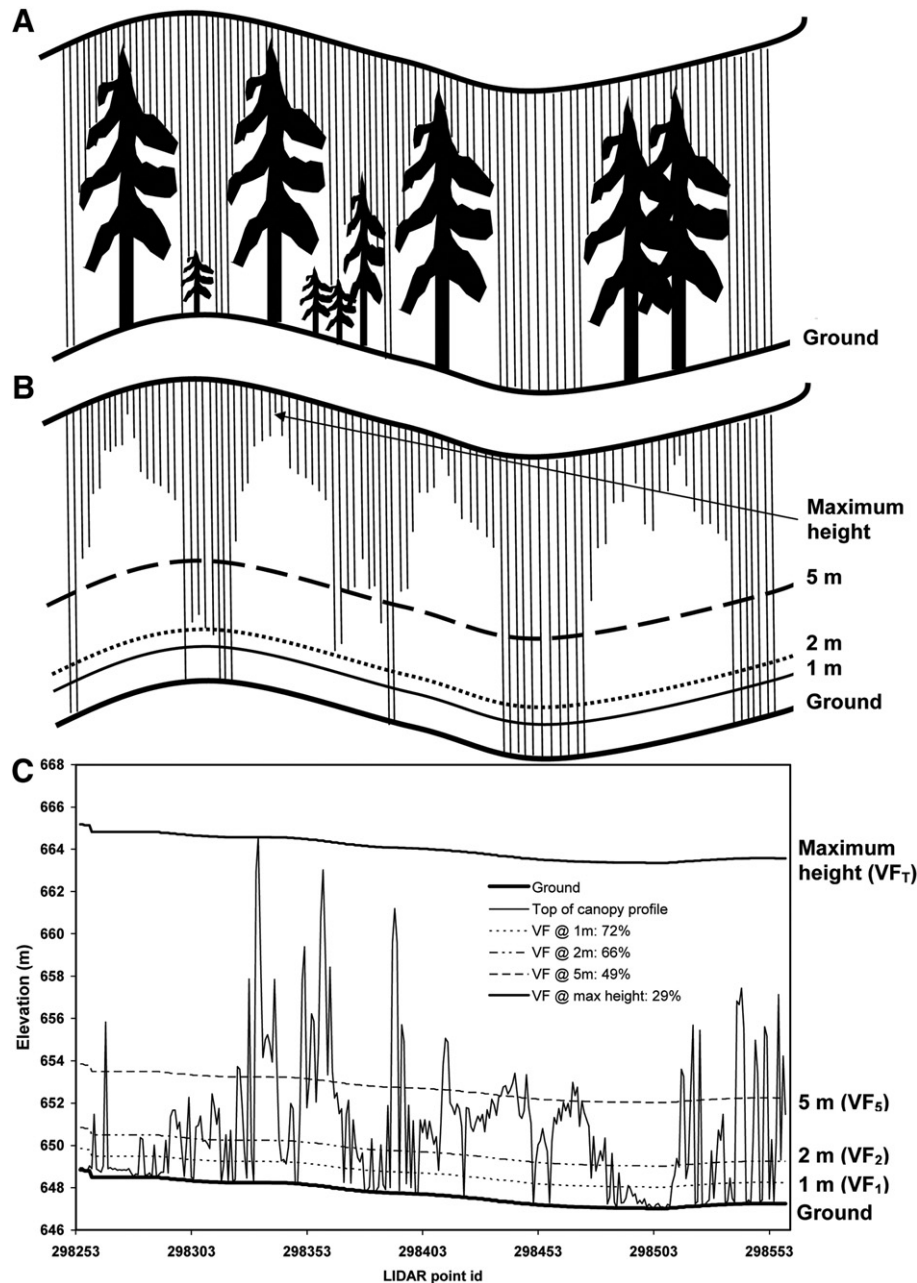 A
Ground
B
Maximum
height
5 m
2 m
1 m
Ground
C
668
666
664
662
660
658
656
654
652
650
648
646
Elevation (m)
Ground
Top of canopy profile
VF @ 1m: 72%
VF @ 2m: 66%
VF @ 5m: 49%
VF @ max height: 29%
Maximum
height (VF_T)
5 m (VF₅)
2 m (VF₂)
1 m (VF₁)
Ground
298253 298303 298353 298403 298453 298503 298553
LIDAR point id